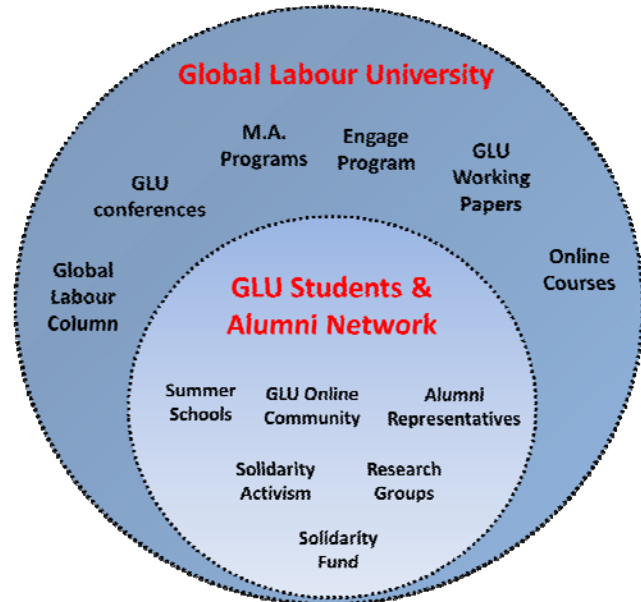 Global Labour University
M.A.
Programs
Engage
Program
GLU
Working
Papers
GLU
conferences
Online
Courses
Global
Labour
Column
GLU Students &
Alumni Network
Summer
Schools
GLU Online
Community
Alumni
Representatives
Solidarity
Activism
Research
Groups
Solidarity
Fund